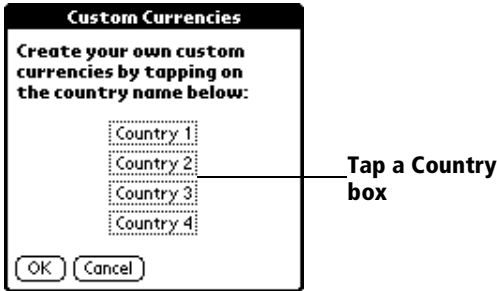 Custom Currencies
Create your own custom
currencies by tapping on
the country name below:
Country 1
Country 2
Country 3
Country 4
Tap a Country
box
OK Cancel